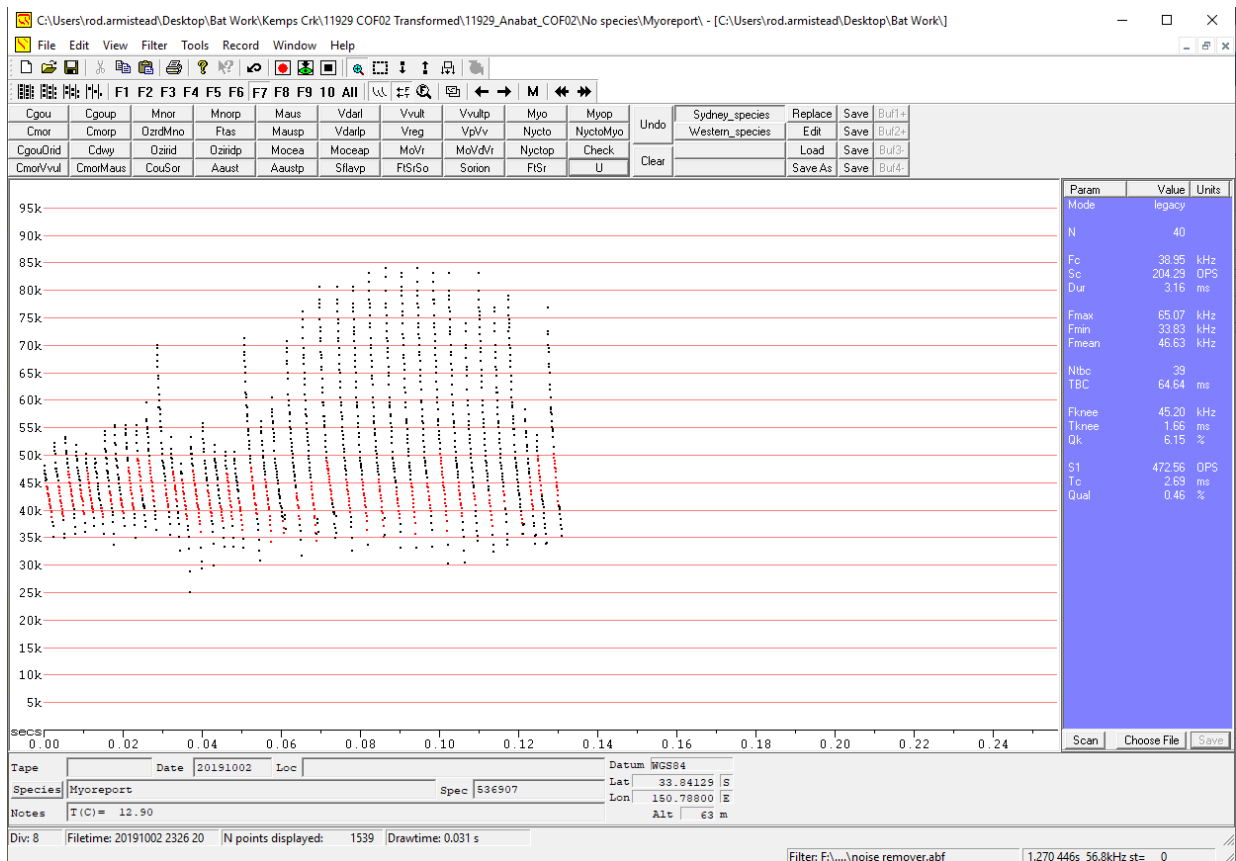 C:\Users\rod.armistead\Desktop\Bat Work\Kemps Crk\11929 COF02 Transformed\11929_Anabat_COF02\No species\Myoreport\ - [C:\Users\rod.armistead\Desktop\Bat Work\]
File Edit View Filter Tools Record Window Help
F1 F2 F3 F4 F5 F6 F7 F8 F9 10 All M
Cgou Cgoup Mnor Mnorp Maus Vdarl Vvult Vvultp Myo Myop Undo Sydney_species Replace Save Buf1+
Cmor Cmorp OzrdMno Ftas Mausp Vdarlp Vreg VpVv Nycto NyctoMyo Western_species Edit Save Buf2+
CgouOrid Cdwy Ozirid Oziridp Mocea Moceap MoVr MoVdVr Nyctop Check Clear Load Save Buf3-
CmorVvul CmorMaus CouSor Aaust Aaustp Sflavp FtSrSo Sorion FtSr U Save As Save Buf4-
Param Value Units
Mode legacy
N 40
Fc 38.95 kHz
Sc 204.29 OPS
Dur 3.16 ms
Fmax 65.07 kHz
Fmin 33.83 kHz
Fmean 46.63 kHz
Ntbc 39
TBC 64.64 ms
Fknee 45.20 kHz
Tknee 1.66 ms
Qk 6.15 %
S1 472.56 OPS
Tc 2.69 ms
Qual 0.46 %
95k
90k
85k
80k
75k
70k
65k
60k
55k
50k
45k
40k
35k
30k
25k
20k
15k
10k
5k
secs
0.00 0.02 0.04 0.06 0.08 0.10 0.12 0.14 0.16 0.18 0.20 0.22 0.24
Scan Choose File Save
Tape Date 20191002 Loc Datum WGS84
Species Myoreport Spec 536907 Lat 33.84129 S
Lon 150.78800 E
Notes T(C)= 12.90 Alt 63 m
Div: 8 Filetime: 20191002 2326 20 N points displayed: 1539 Drawtime: 0.031 s
Filter: F:\....\noise remover.abf 1.270 446s 56.8kHz st= 0